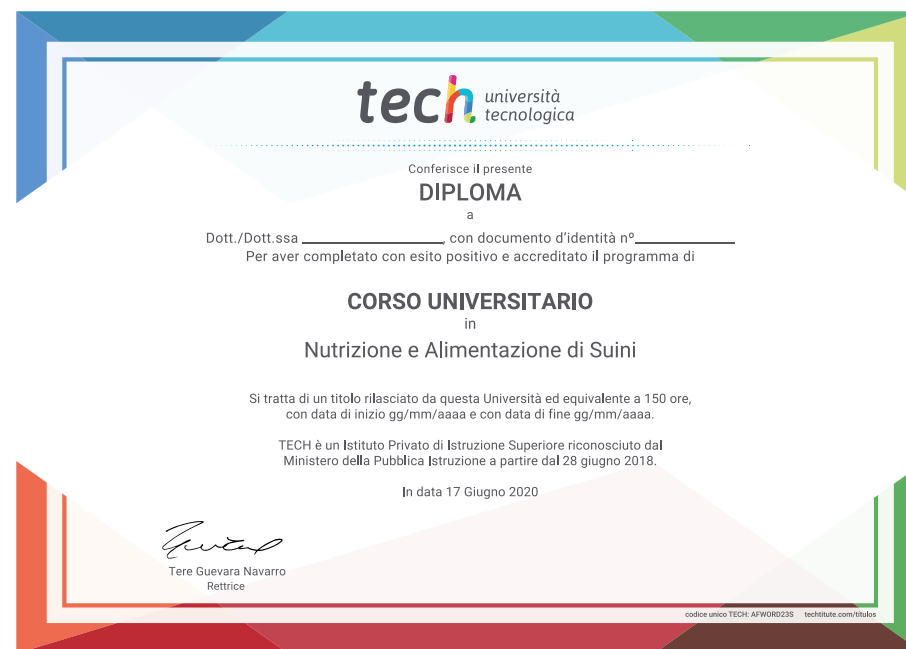 tech università
tecnologica
Conferisce il presente
DIPLOMA
a
Dott./Dott.ssa ________________, con documento d'identità nº____________
Per aver completato con esito positivo e accreditato il programma di
CORSO UNIVERSITARIO
in
Nutrizione e Alimentazione di Suini
Si tratta di un titolo rilasciato da questa Università ed equivalente a 150 ore,
con data di inizio gg/mm/aaaa e con data di fine gg/mm/aaaa.
TECH è un Istituto Privato di Istruzione Superiore riconosciuto dal
Ministero della Pubblica Istruzione a partire dal 28 giugno 2018.
In data 17 Giugno 2020
Tere Guevara Navarro
Rettrice
codice unico TECH: AFWORD23S techtitute.com/titulos